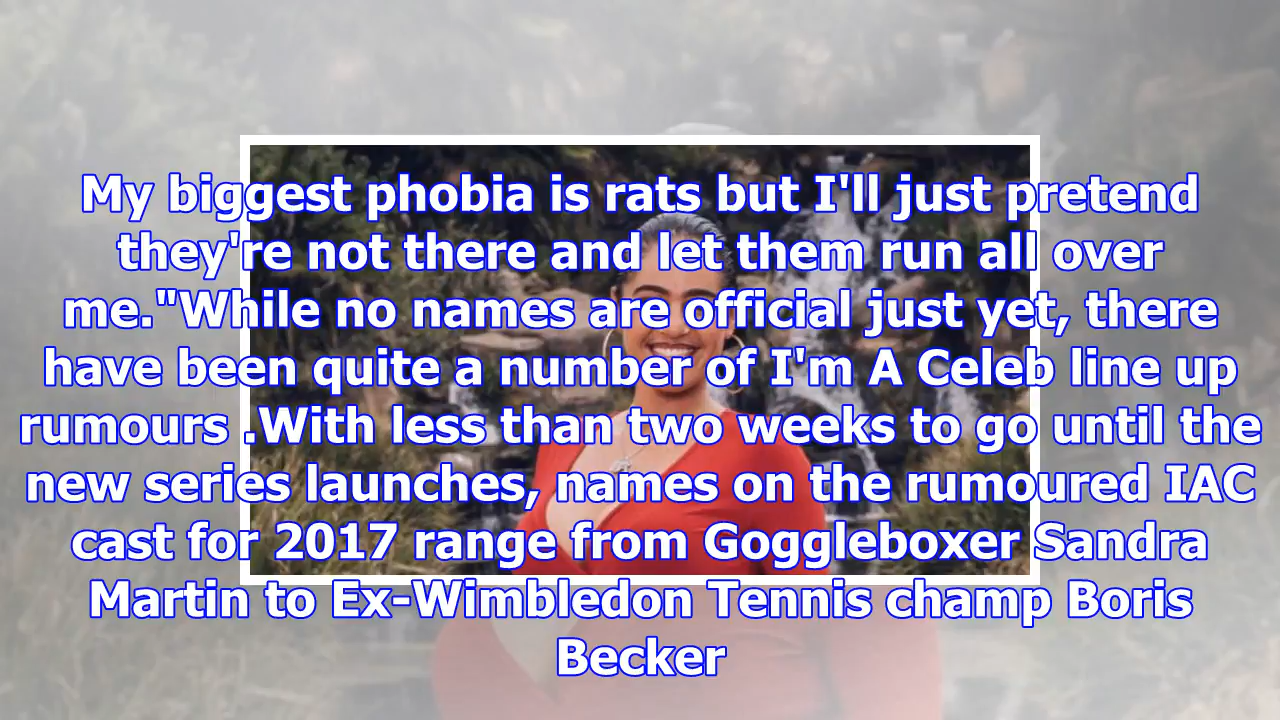 My biggest phobia is rats but I'll just pretend
they're not there and let them run all over
me."While no names are official just yet, there
have been quite a number of I'm A Celeb line up
rumours .With less than two weeks to go until the
new series launches, names on the rumoured IAC
cast for 2017 range from Goggleboxer Sandra
Martin to Ex-Wimbledon Tennis champ Boris
Becker